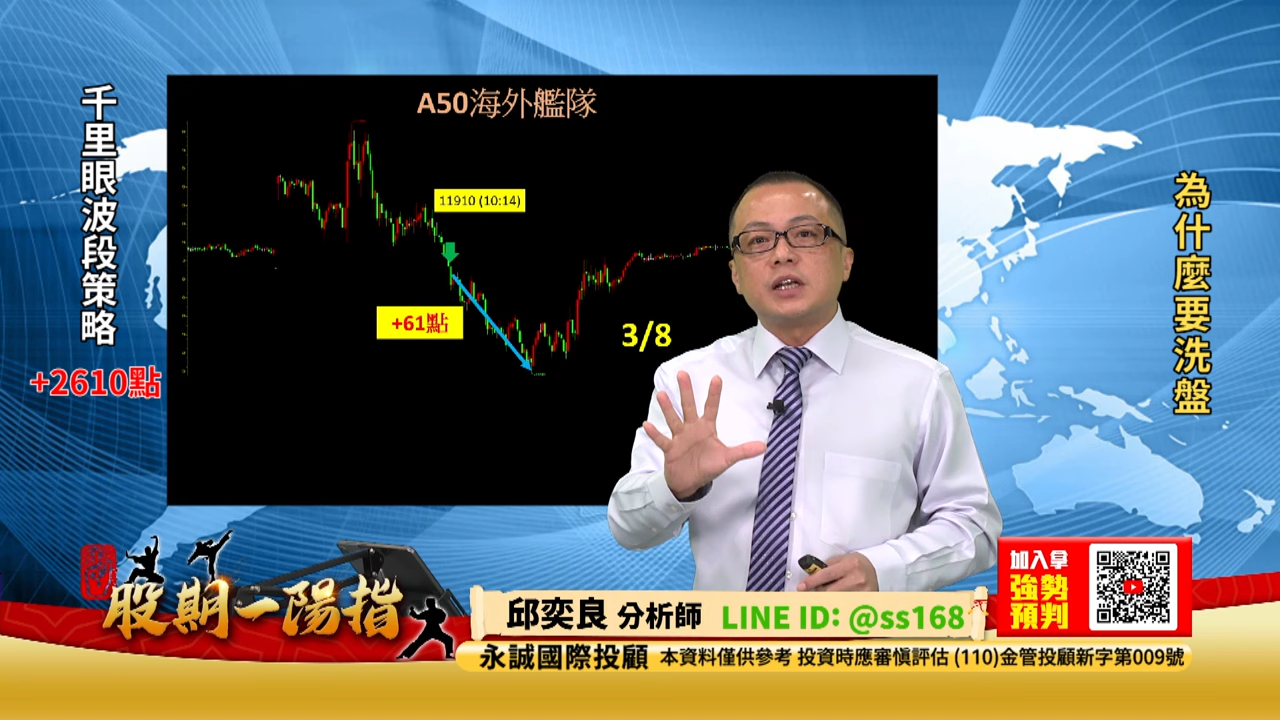 A50海外艦隊
11910 (10:14)
+61點
3/8
千里眼波段策略
+2610點
為什麼要洗盤
股期一陽指
邱奕良 分析師 LINE ID: @ss168
加入拿
強勢
預判
永誠國際投顧 本資料僅供參考 投資時應審慎評估 (110)金管投顧新字第009號